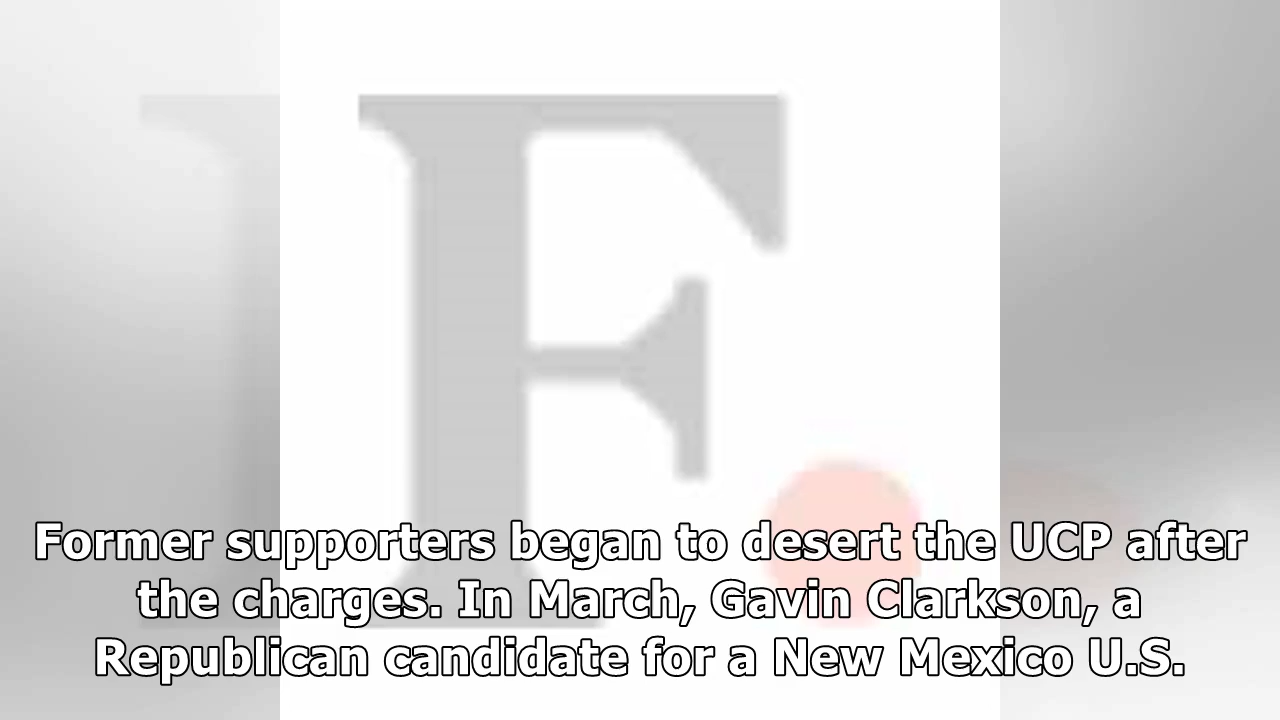 F.
Former supporters began to desert the UCP after
the charges. In March, Gavin Clarkson, a
Republican candidate for a New Mexico U.S.